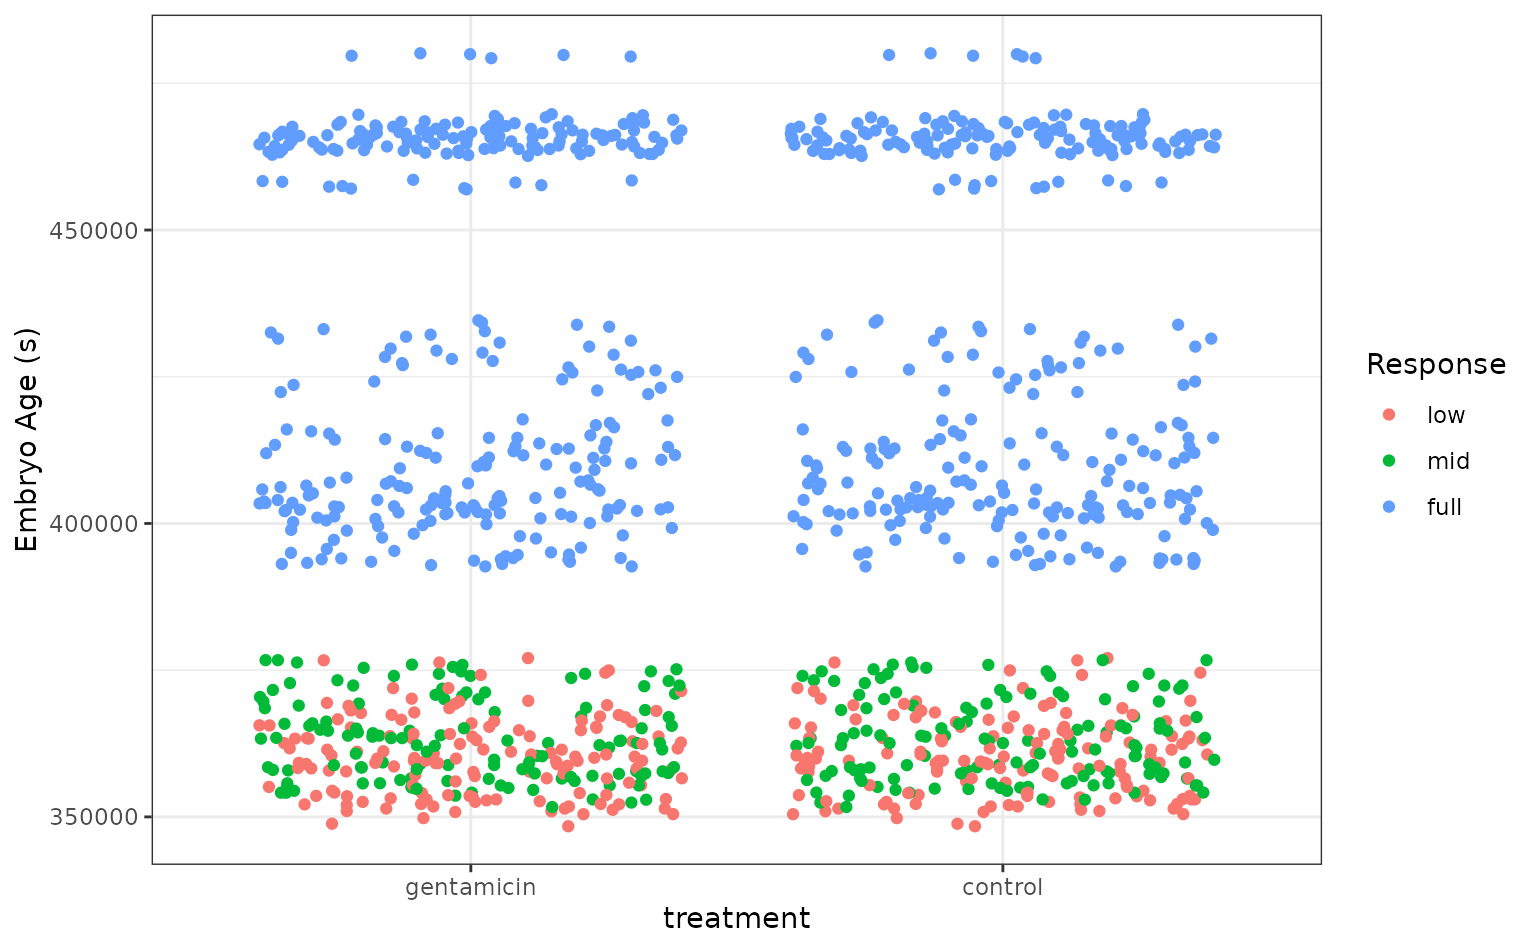 Embryo Age (s)
450000
400000
350000
gentamicin
control
treatment
Response
low
mid
full